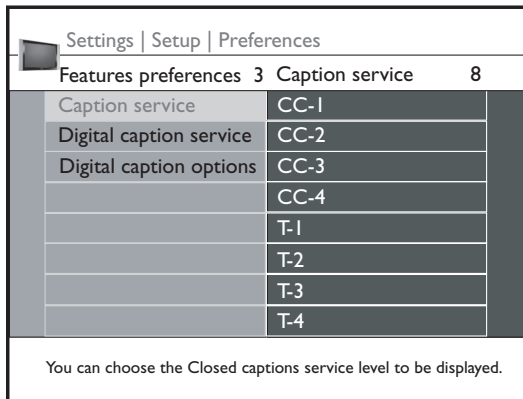 Settings | Setup | Preferences
Features preferences 3 Caption service 8
Caption service CC-1
Digital caption service CC-2
Digital caption options CC-3
CC-4
T-1
T-2
T-3
T-4
You can choose the Closed captions service level to be displayed.